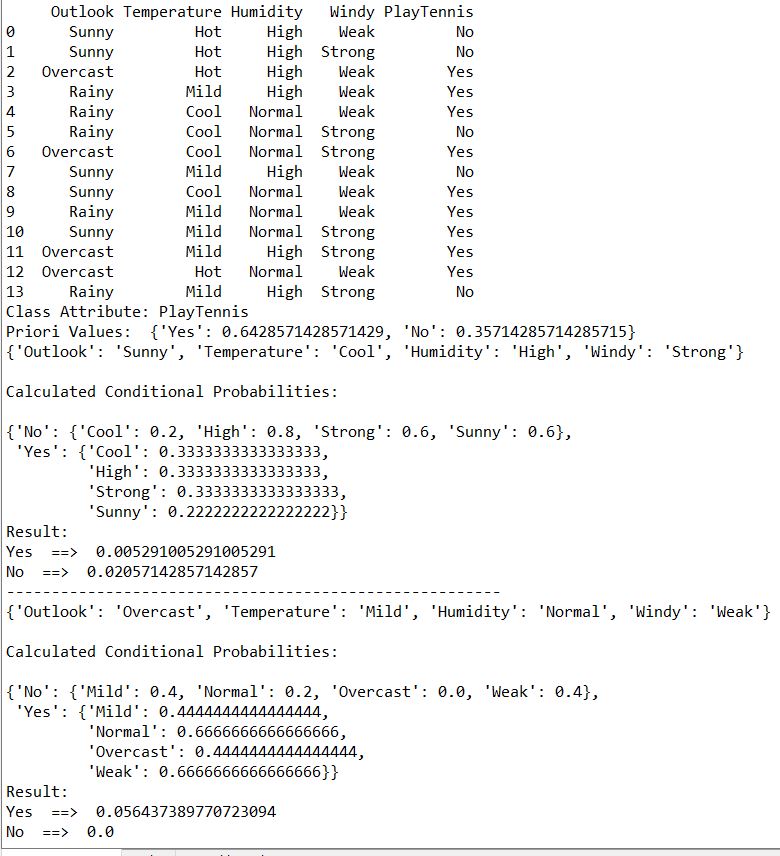 Outlook Temperature Humidity Windy PlayTennis
0 Sunny Hot High Weak No
1 Sunny Hot High Strong No
2 Overcast Hot High Weak Yes
3 Rainy Mild High Weak Yes
4 Rainy Cool Normal Weak Yes
5 Rainy Cool Normal Strong No
6 Overcast Cool Normal Strong Yes
7 Sunny Mild High Weak No
8 Sunny Cool Normal Weak Yes
9 Rainy Mild Normal Weak Yes
10 Sunny Mild Normal Strong Yes
11 Overcast Mild High Strong Yes
12 Overcast Hot Normal Weak Yes
13 Rainy Mild High Strong No
Class Attribute: PlayTennis
Priori Values:  {'Yes': 0.6428571428571429, 'No': 0.35714285714285715}
{'Outlook': 'Sunny', 'Temperature': 'Cool', 'Humidity': 'High', 'Windy': 'Strong'}
Calculated Conditional Probabilities:
{'No': {'Cool': 0.2, 'High': 0.8, 'Strong': 0.6, 'Sunny': 0.6},
 'Yes': {'Cool': 0.3333333333333333,
         'High': 0.3333333333333333,
         'Strong': 0.3333333333333333,
         'Sunny': 0.2222222222222222}}
Result:
Yes  ==>  0.005291005291005291
No  ==>  0.02057142857142857
-------------------------------------------------------
{'Outlook': 'Overcast', 'Temperature': 'Mild', 'Humidity': 'Normal', 'Windy': 'Weak'}
Calculated Conditional Probabilities:
{'No': {'Mild': 0.4, 'Normal': 0.2, 'Overcast': 0.0, 'Weak': 0.4},
 'Yes': {'Mild': 0.4444444444444444,
         'Normal': 0.6666666666666666,
         'Overcast': 0.4444444444444444,
         'Weak': 0.6666666666666666}}
Result:
Yes  ==>  0.056437389770723094
No  ==>  0.0